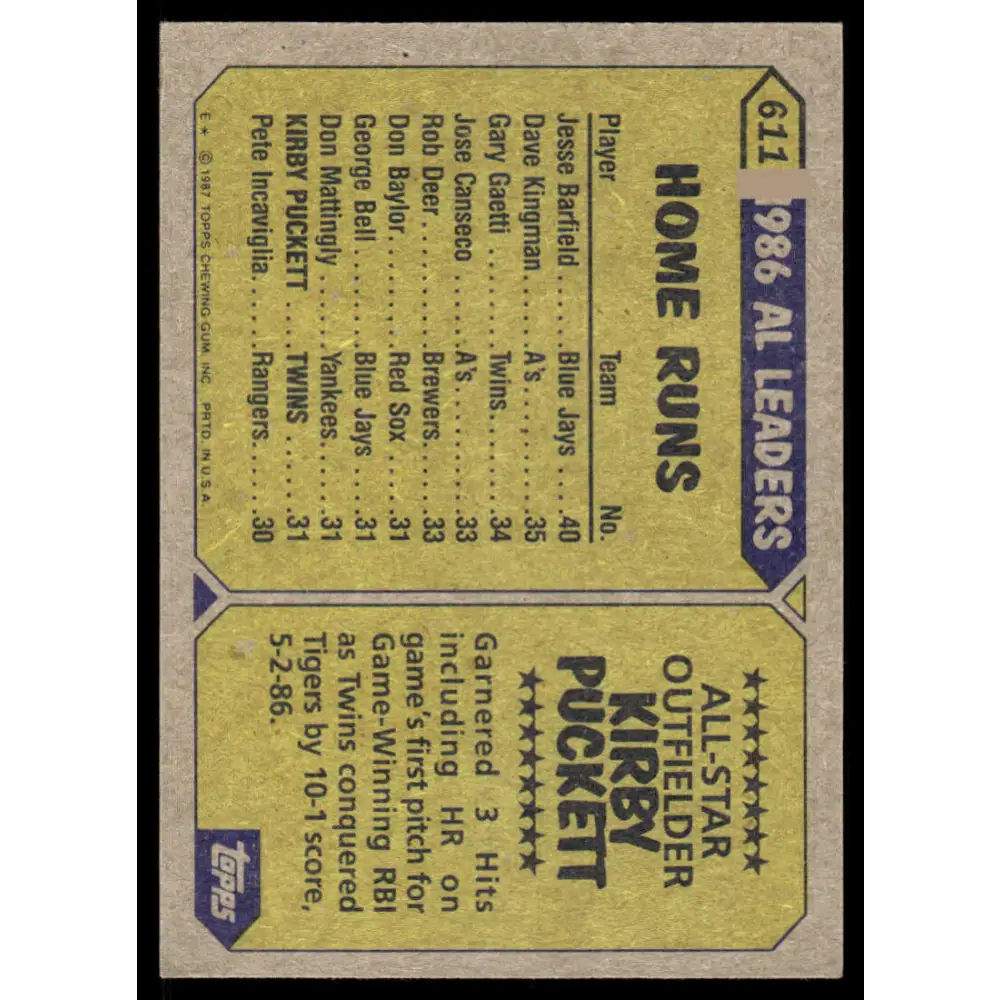 611
986 AL LEADERS
HOME RUNS
Player Team No.
Jesse Barfield.....Blue Jays...40
Dave Kingman.....A's........35
Gary Gaetti.......Twins......34
Jose Canseco.....A's........33
Rob Deer........Brewers....33
Don Baylor.......Red Sox....31
George Bell.......Blue Jays...31
Don Mattingly.....Yankees....31
KIRBY PUCKETT....TWINS.....31
Pete Incaviglia.....Rangers....30
E * © 1987 TOPPS CHEWING GUM, INC. PRTD. IN U.S.A.
ALL-STAR
OUTFIELDER
KIRBY
PUCKETT
Garnered 3 Hits
including HR on
game's first pitch for
Game-Winning RBI
as Twins conquered
Tigers by 10-1 score,
5-2-86.
topps